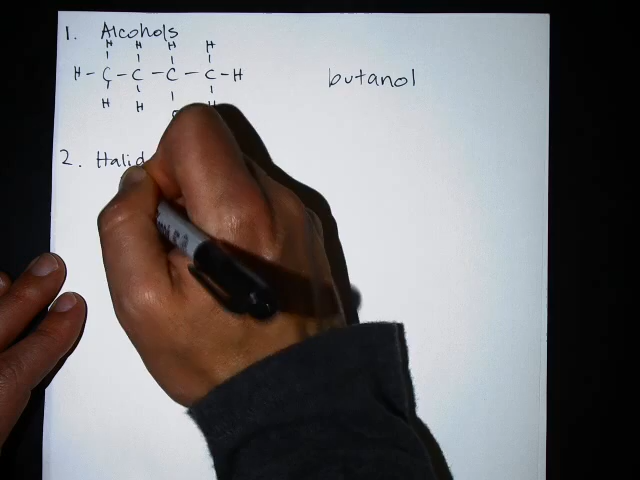 1. Alcohols
H H H H
H - C - C - C - C - H butanol
H H
2. Halid